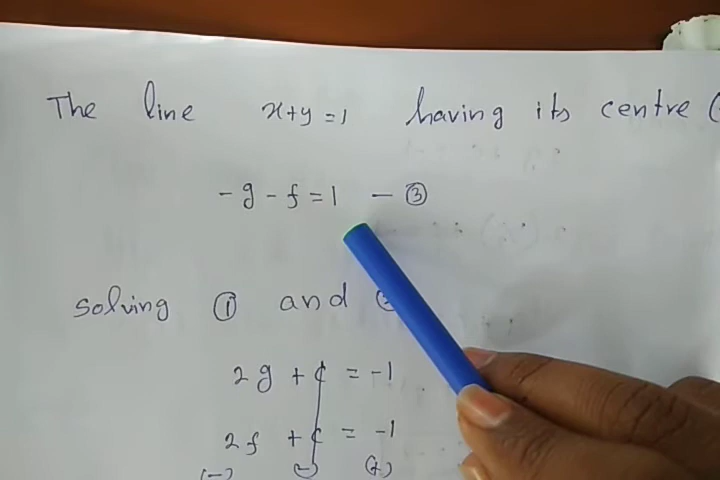 The line x+y=1 having its centre (
-g-f=1 — ③
solving ① and
2g + c = -1
2f + c = -1
(-) (-) (+)